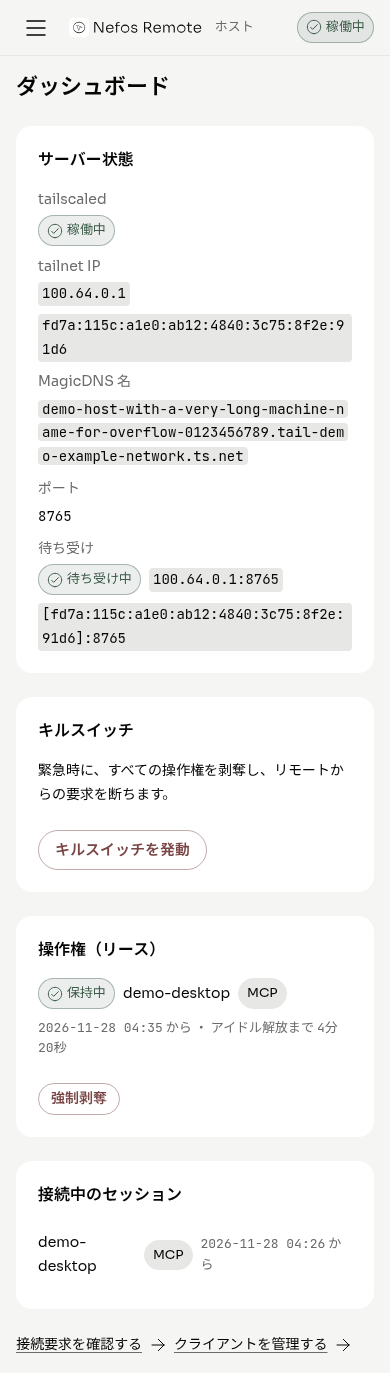 Nefos Remote ホスト 稼働中
ダッシュボード
サーバー状態
tailscaled
稼働中
tailnet IP
100.64.0.1
fd7a:115c:a1e0:ab12:4840:3c75:8f2e:9
1d6
MagicDNS 名
demo-host-with-a-very-long-machine-n
ame-for-overflow-0123456789.tail-dem
o-example-network.ts.net
ポート
8765
待ち受け
待ち受け中 100.64.0.1:8765
[fd7a:115c:a1e0:ab12:4840:3c75:8f2e:
91d6]:8765
キルスイッチ
緊急時に、すべての操作権を剥奪し、リモートか
らの要求を断ちます。
キルスイッチを発動
操作権（リース）
保持中 demo-desktop MCP
2026-11-28 04:35 から ・ アイドル解放まで 4分
20秒
強制剥奪
接続中のセッション
demo-
desktop
MCP
2026-11-28 04:26 か
ら
接続要求を確認する → クライアントを管理する →